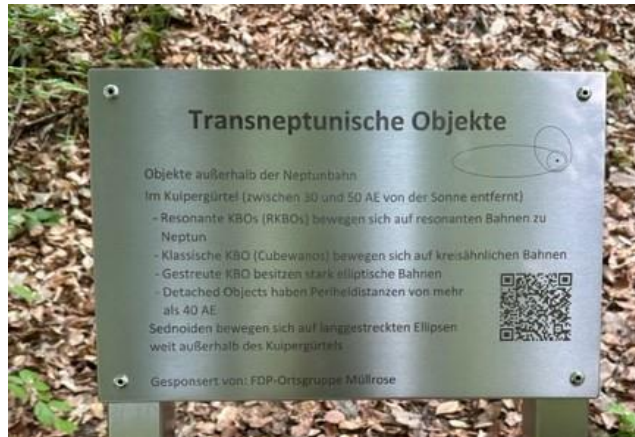 Transneptunische Objekte
Objekte außerhalb der Neptunbahn
Im Kuipergürtel (zwischen 30 und 50 AE von der Sonne entfernt)
- Resonante KBOs (RKBOs) bewegen sich auf resonanten Bahnen zu
Neptun
- Klassische KBO (Cubewanos) bewegen sich auf kreisähnlichen Bahnen
- Gestreute KBO besitzen stark elliptische Bahnen
- Detached Objects haben Periheldistanzen von mehr
als 40 AE
Sednoiden bewegen sich auf langgestreckten Ellipsen
weit außerhalb des Kuipergürtels
Gesponsert von: FDP-Ortsgruppe Müllrose